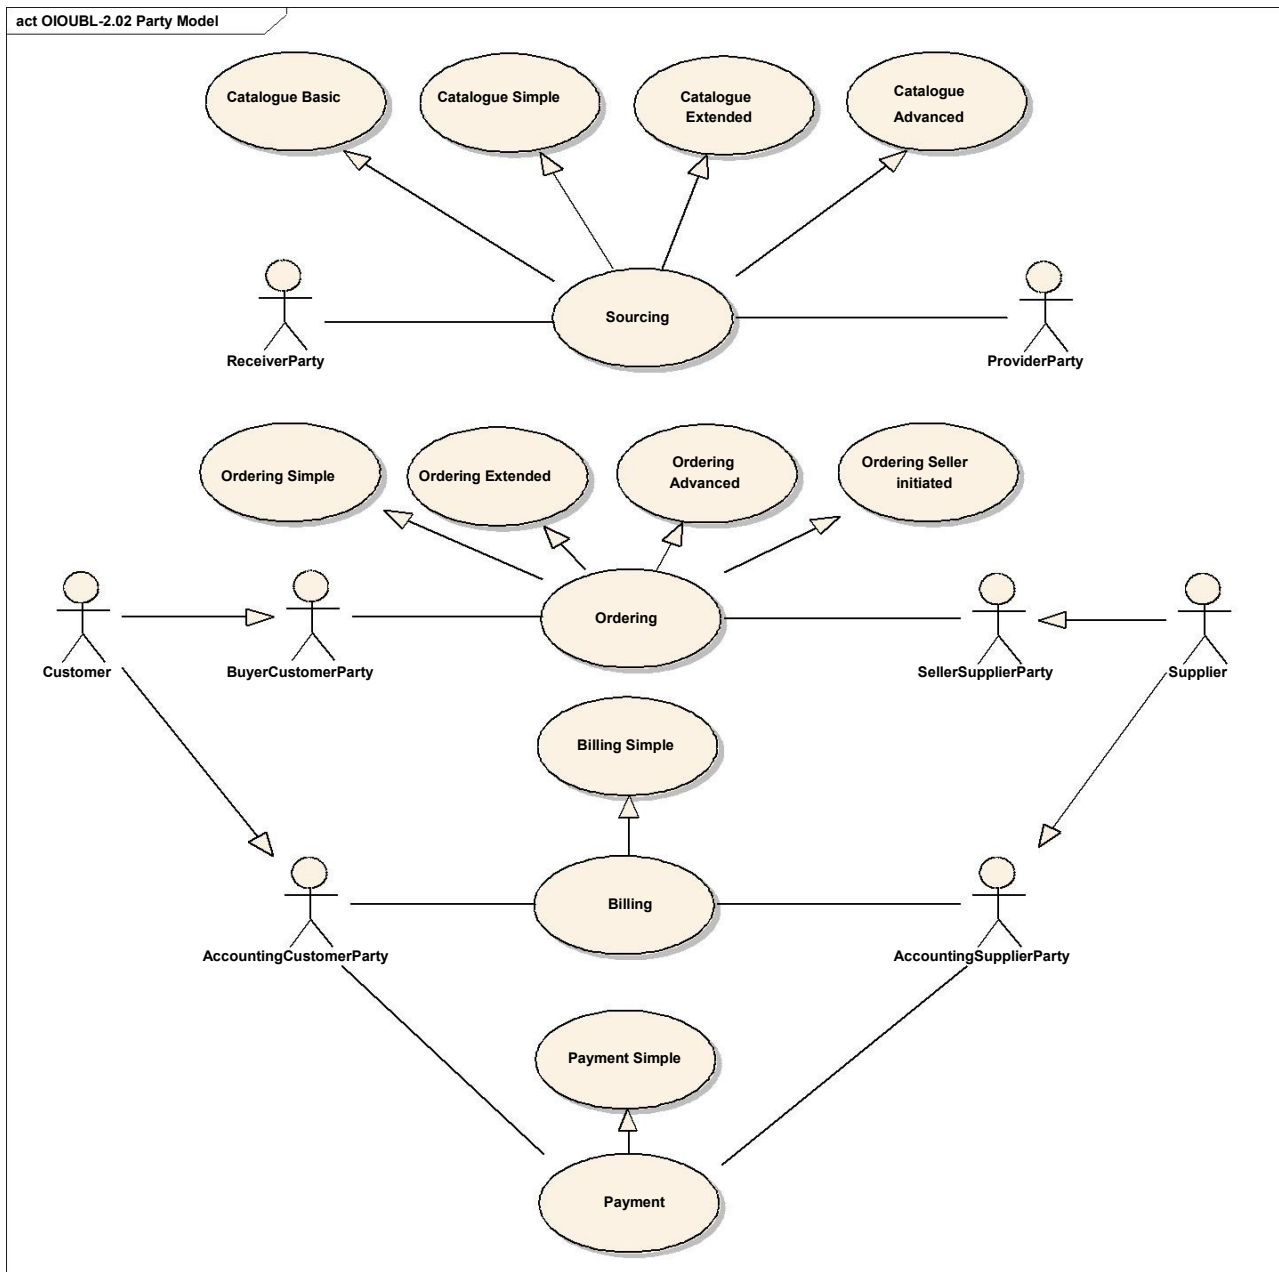 act OIOUBL-2.02 Party Model
Catalogue Basic
Catalogue Simple
Catalogue
Extended
Catalogue
Advanced
Sourcing
ReceiverParty
ProviderParty
Ordering Simple
Ordering Extended
Ordering
Advanced
Ordering Seller
initiated
Ordering
Customer
BuyerCustomerParty
SellerSupplierParty
Supplier
Billing Simple
Billing
AccountingCustomerParty
AccountingSupplierParty
Payment Simple
Payment